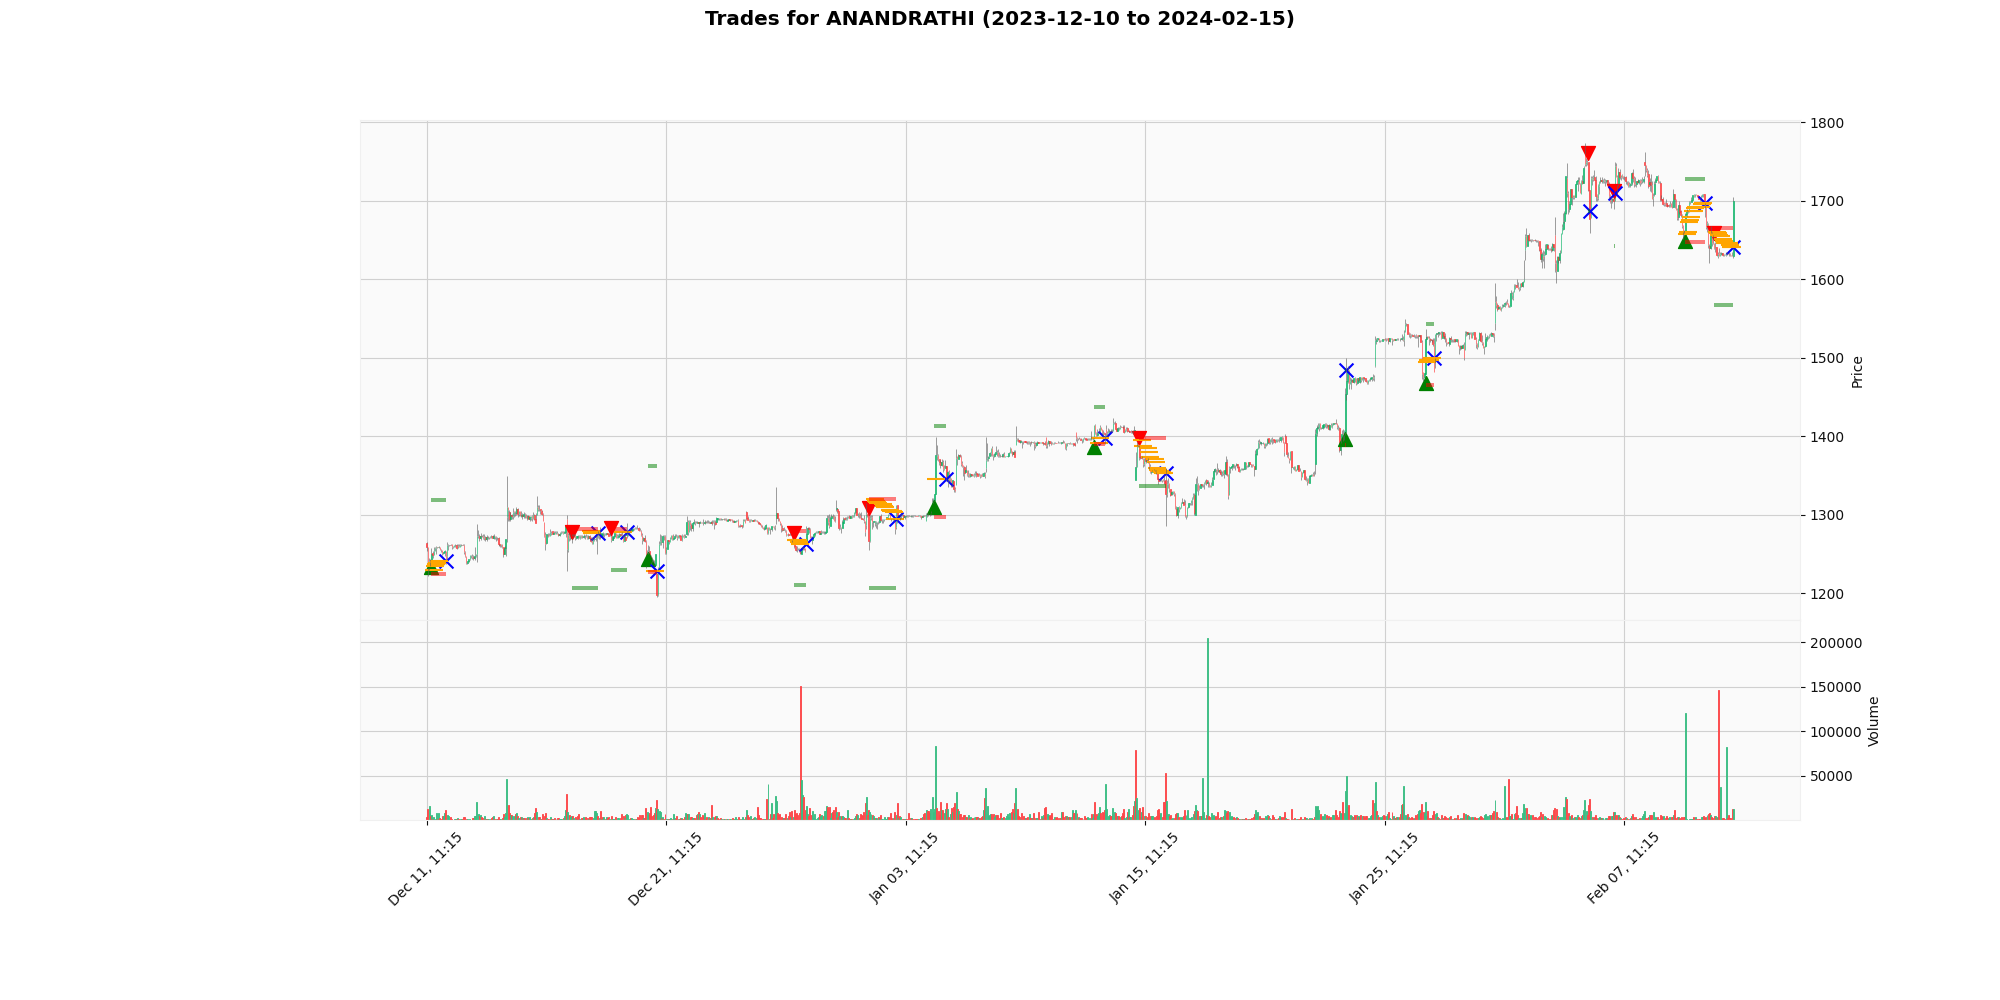 Trades for ANANDRATHI (2023-12-10 to 2024-02-15)
1800
1700
1600
1500
1400
1300
1200
Price
200000
150000
100000
50000
Volume
Dec 11, 11:15
Dec 21, 11:15
Jan 03, 11:15
Jan 15, 11:15
Jan 25, 11:15
Feb 07, 11:15